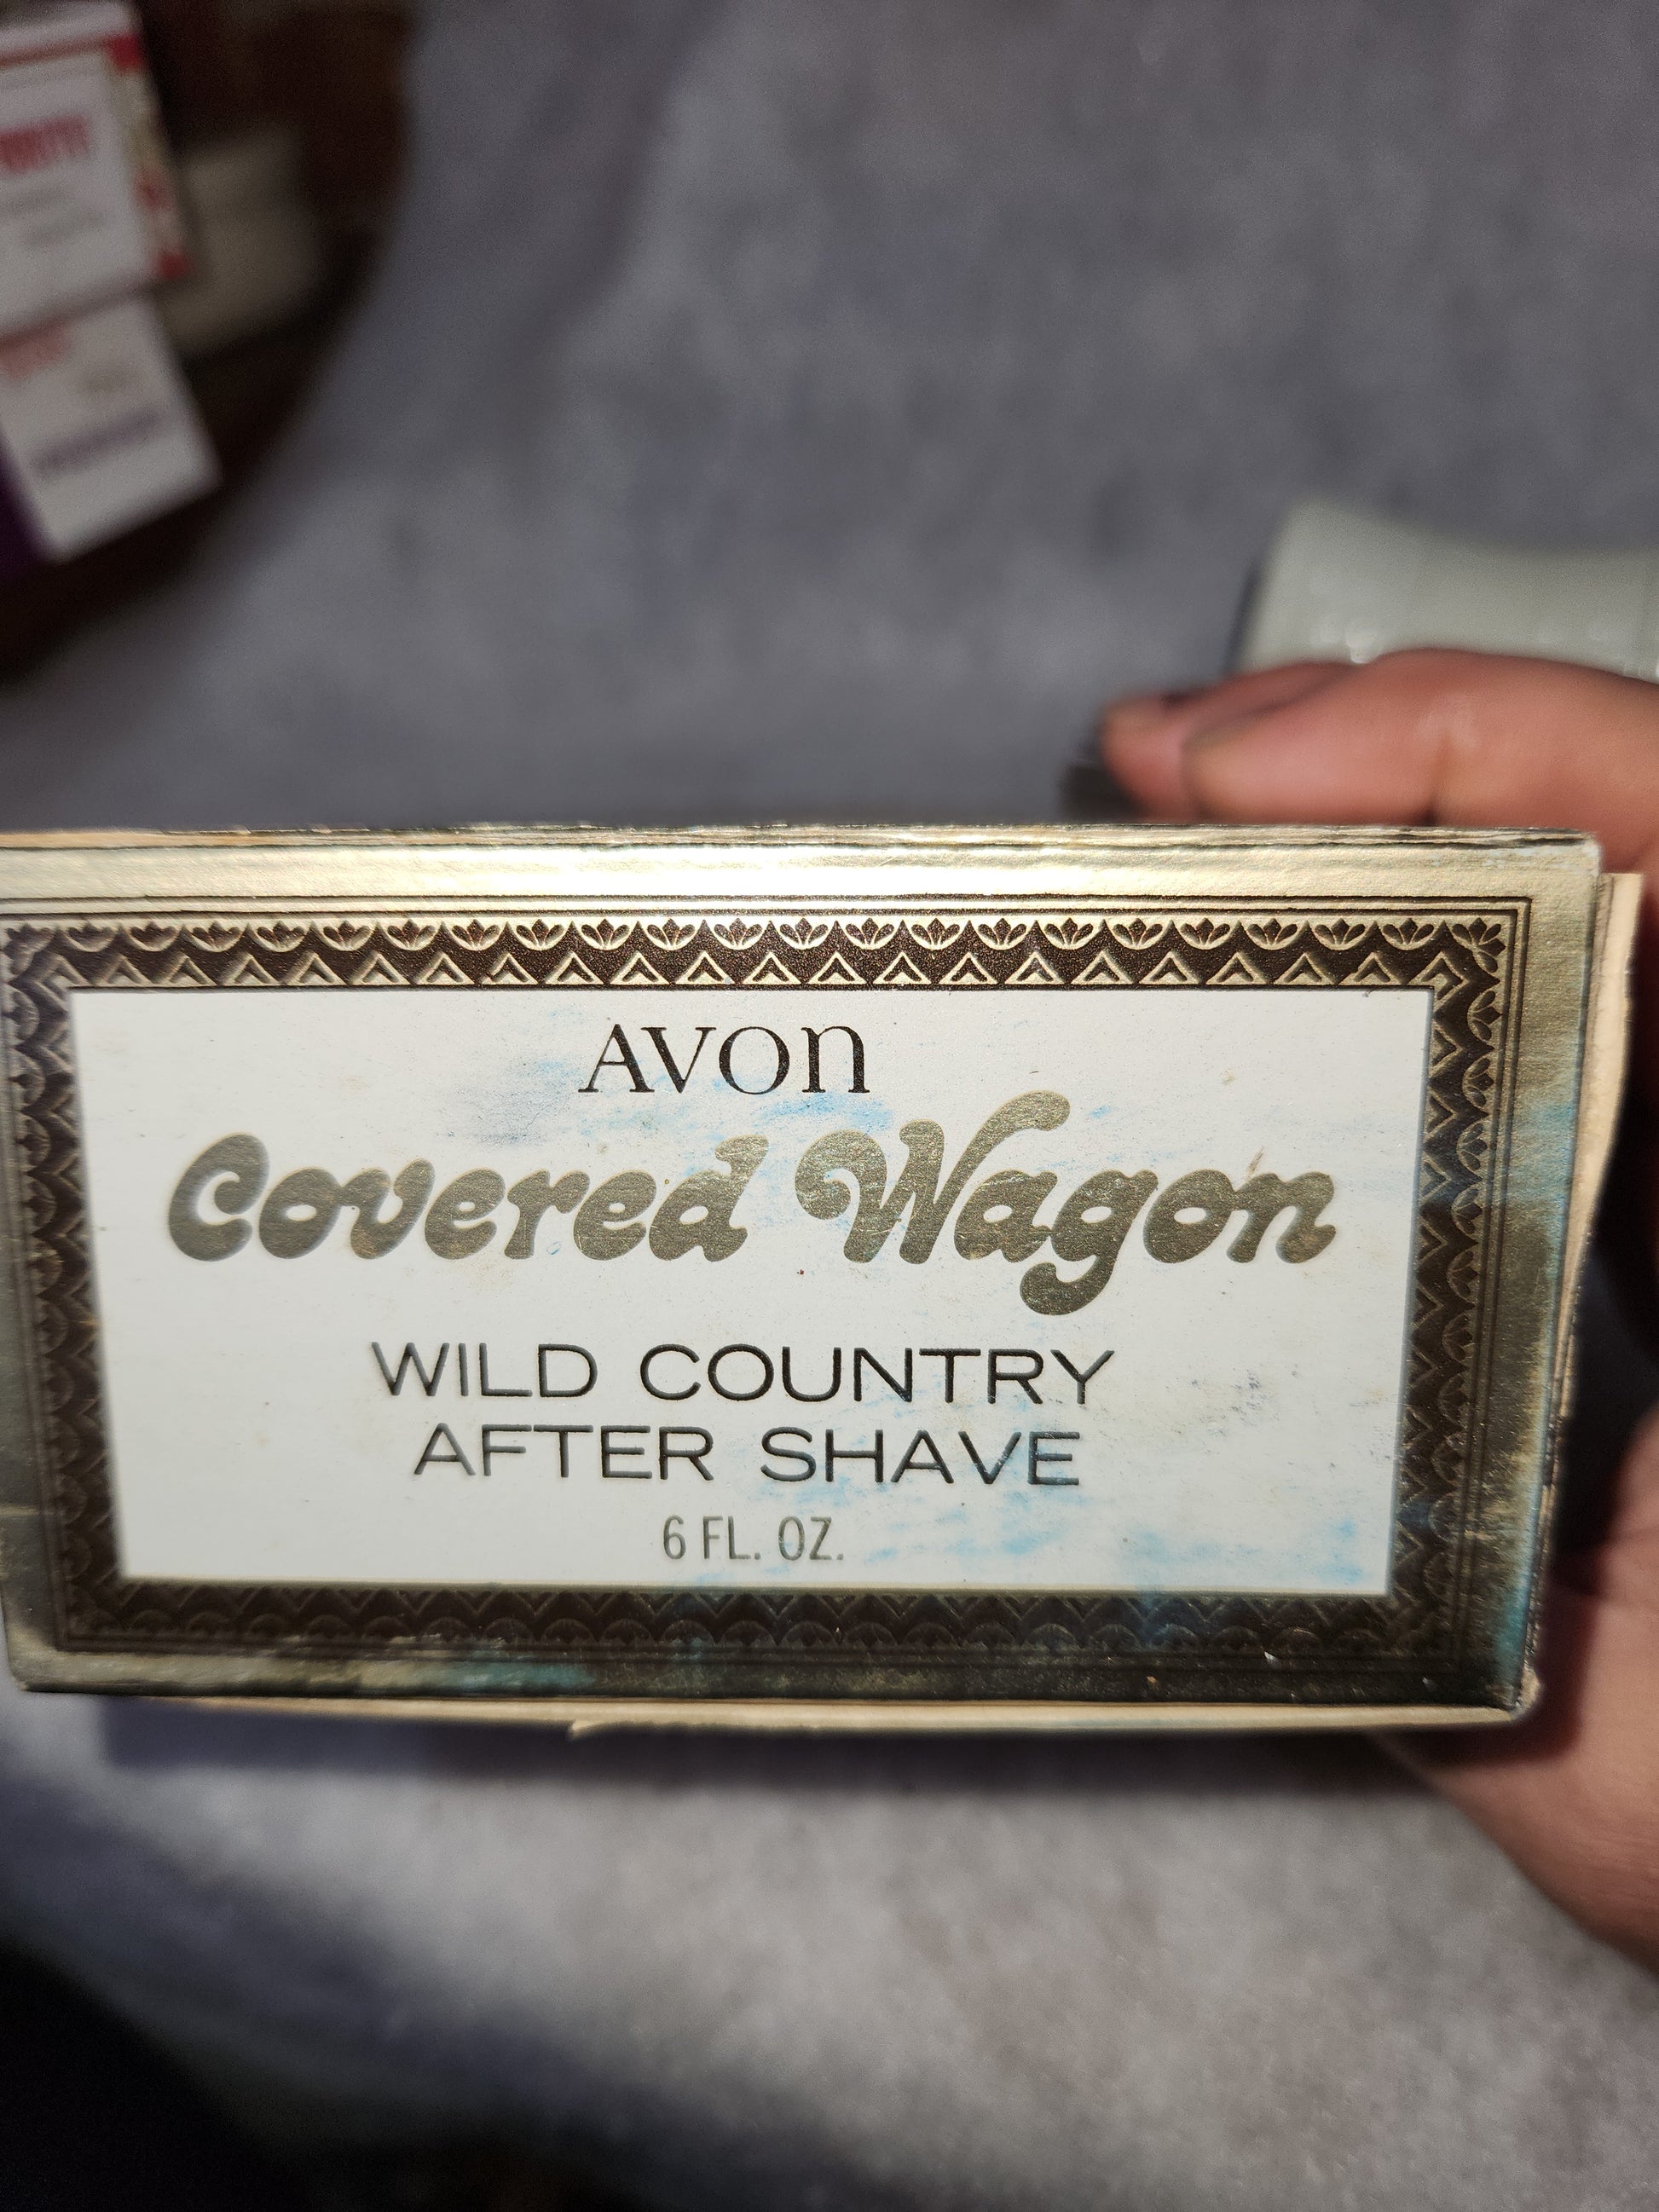 AVON
Covered Wagon
WILD COUNTRY
AFTER SHAVE
6 FL. OZ.